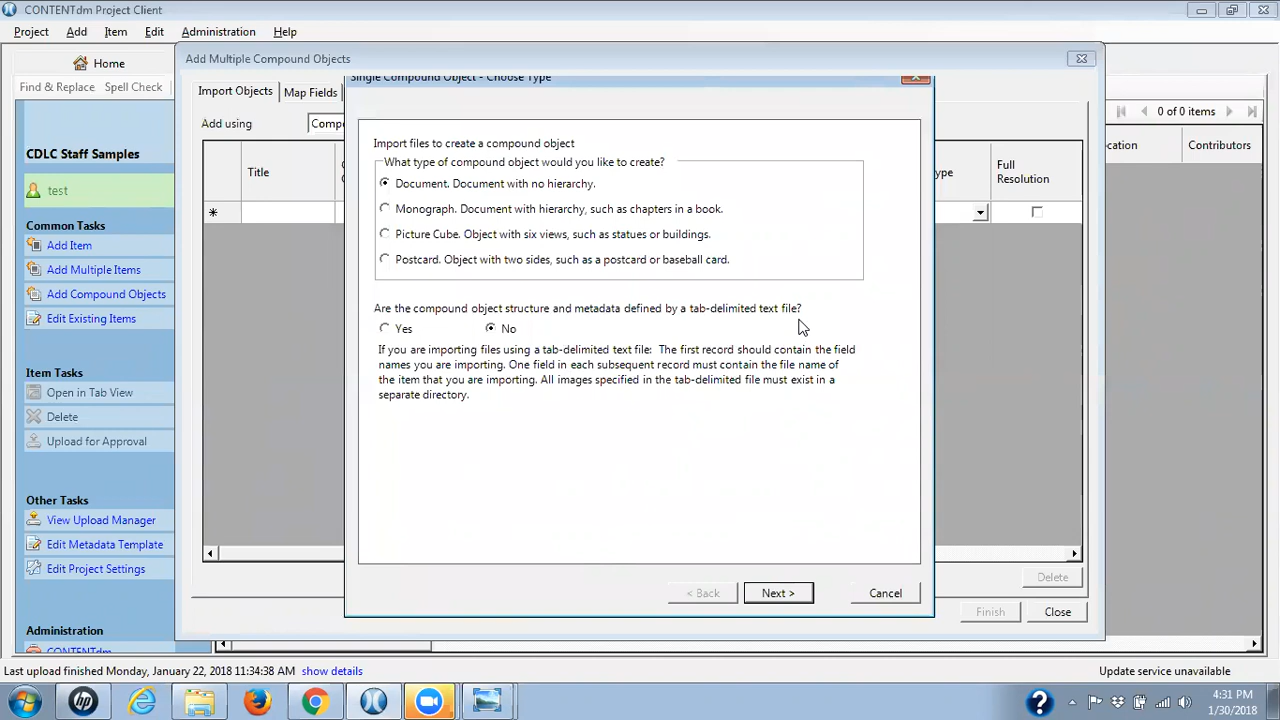 CONTENTdm Project Client
Project Add Item Edit Administration Help
Home
Find & Replace Spell Check
CDLC Staff Samples
test
Common Tasks
Add Item
Add Multiple Items
Add Compound Objects
Edit Existing Items
Item Tasks
Open in Tab View
Delete
Upload for Approval
Other Tasks
View Upload Manager
Edit Metadata Template
Edit Project Settings
Administration
CONTENTdm
Add Multiple Compound Objects
Import Objects Map Fields
Add using Compo
Title
Full
Resolution
0 of 0 items
Contributors
Single Compound Object - Choose Type
Import files to create a compound object
What type of compound object would you like to create?
Document. Document with no hierarchy.
Monograph. Document with hierarchy, such as chapters in a book.
Picture Cube. Object with six views, such as statues or buildings.
Postcard. Object with two sides, such as a postcard or baseball card.
Are the compound object structure and metadata defined by a tab-delimited text file?
Yes No
If you are importing files using a tab-delimited text file: The first record should contain the field
names you are importing. One field in each subsequent record must contain the file name of
the item that you are importing. All images specified in the tab-delimited file must exist in a
separate directory.
< Back Next > Cancel
Delete
Finish Close
Last upload finished Monday, January 22, 2018 11:34:38 AM show details
Update service unavailable
4:31 PM
1/30/2018